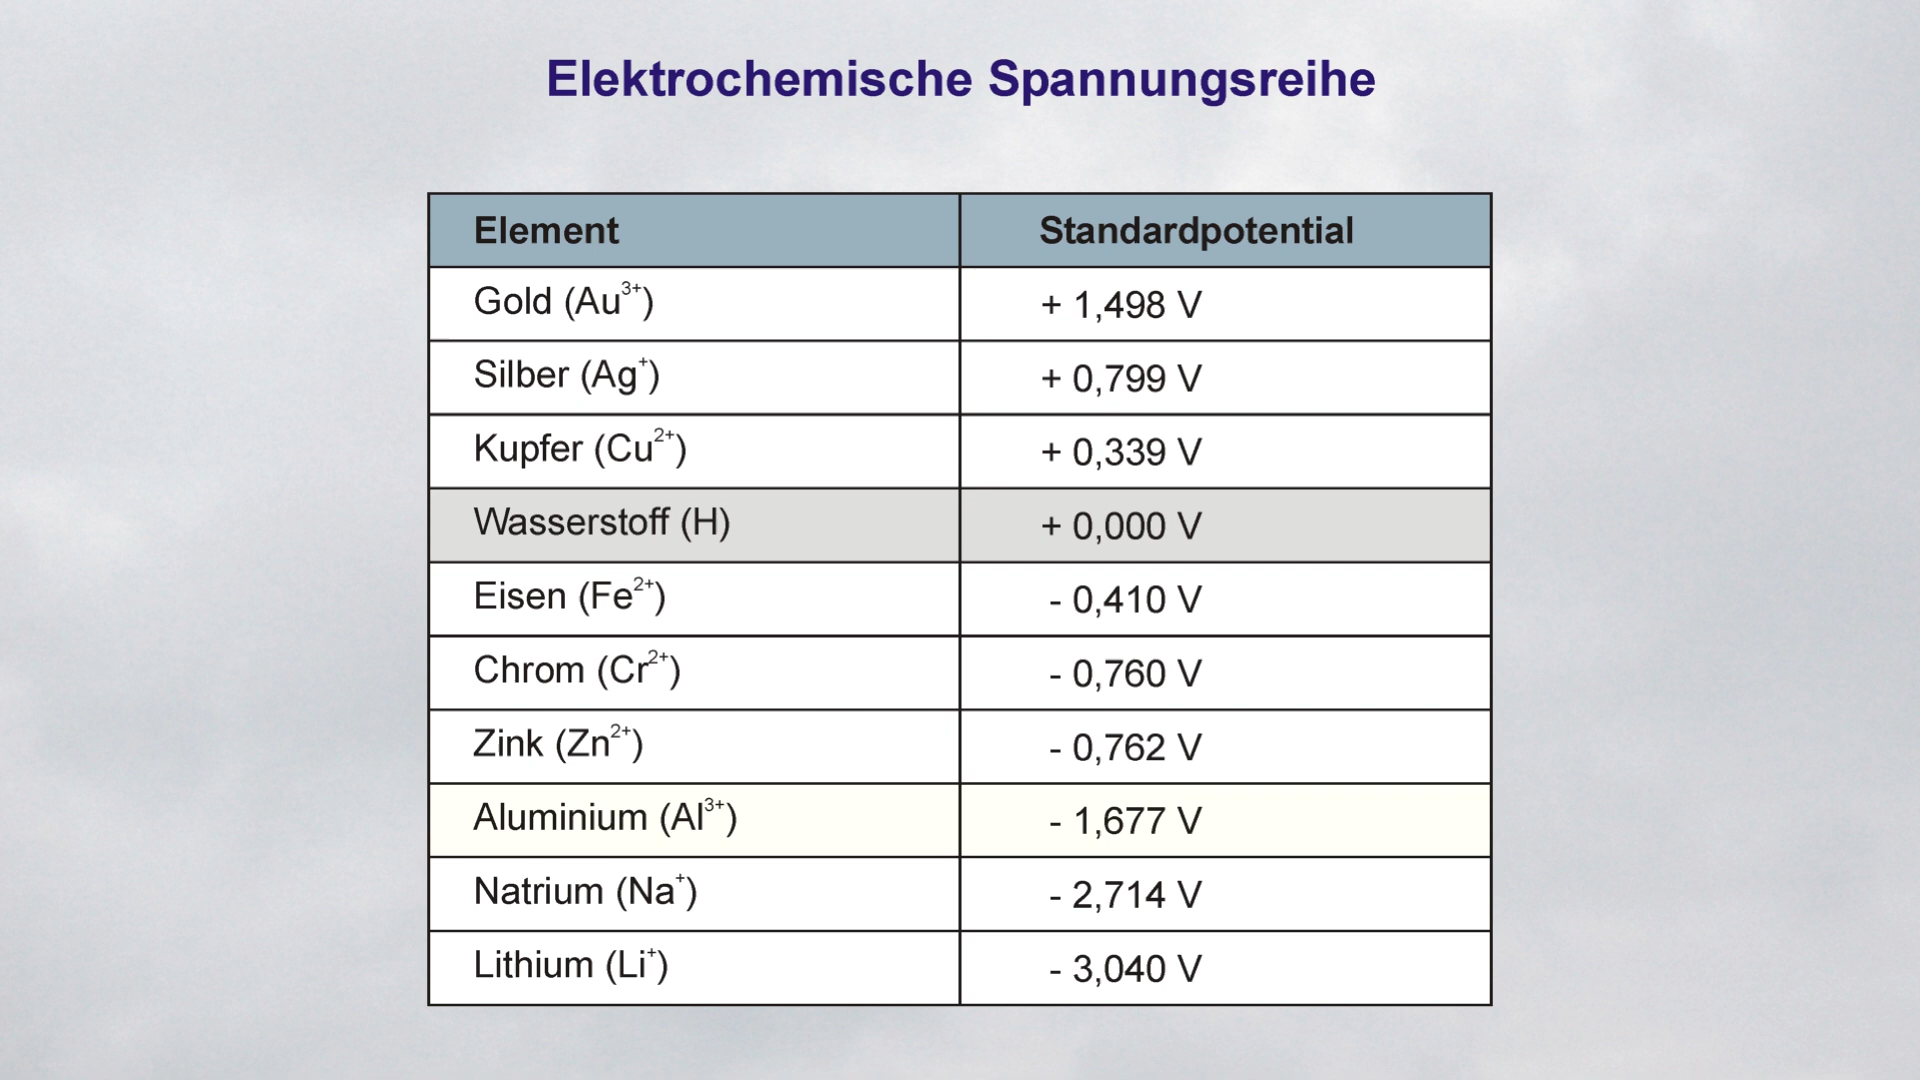 Elektrochemische Spannungsreihe
Element Standardpotential
Gold (Au³⁺) + 1,498 V
Silber (Ag⁺) + 0,799 V
Kupfer (Cu²⁺) + 0,339 V
Wasserstoff (H) + 0,000 V
Eisen (Fe²⁺) - 0,410 V
Chrom (Cr²⁺) - 0,760 V
Zink (Zn²⁺) - 0,762 V
Aluminium (Al³⁺) - 1,677 V
Natrium (Na⁺) - 2,714 V
Lithium (Li⁺) - 3,040 V